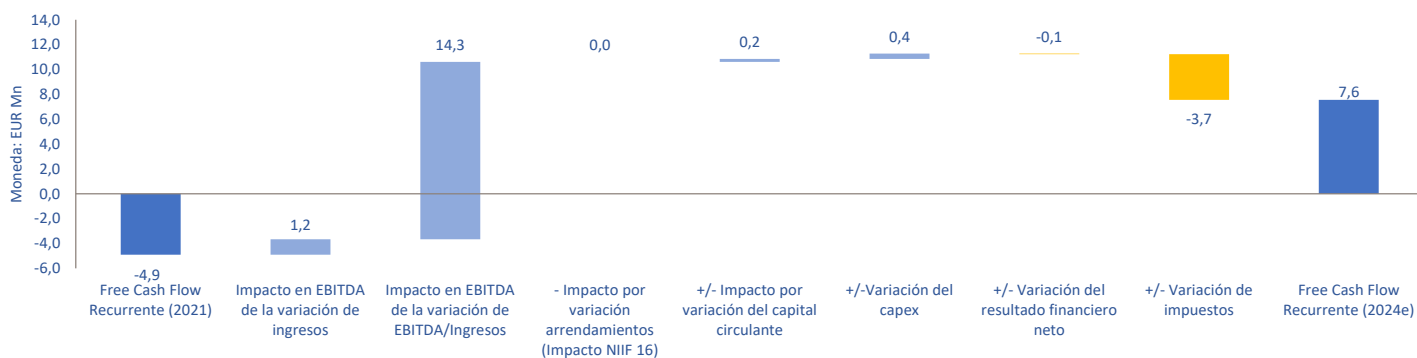 Moneda: EUR Mn
14,0
12,0
10,0
8,0
6,0
4,0
2,0
0,0
-2,0
-4,0
-6,0
-4,9
1,2
14,3
0,0
0,2
0,4
-0,1
-3,7
7,6
Free Cash Flow
Recurrente (2021)
Impacto en EBITDA
de la variación de
ingresos
Impacto en EBITDA
de la variación de
EBITDA/Ingresos
- Impacto por
variación
arrendamientos
(Impacto NIIF 16)
+/- Impacto por
variación del capital
circulante
+/-Variación del
capex
+/- Variación del
resultado financiero
neto
+/- Variación de
impuestos
Free Cash Flow
Recurrente (2024e)